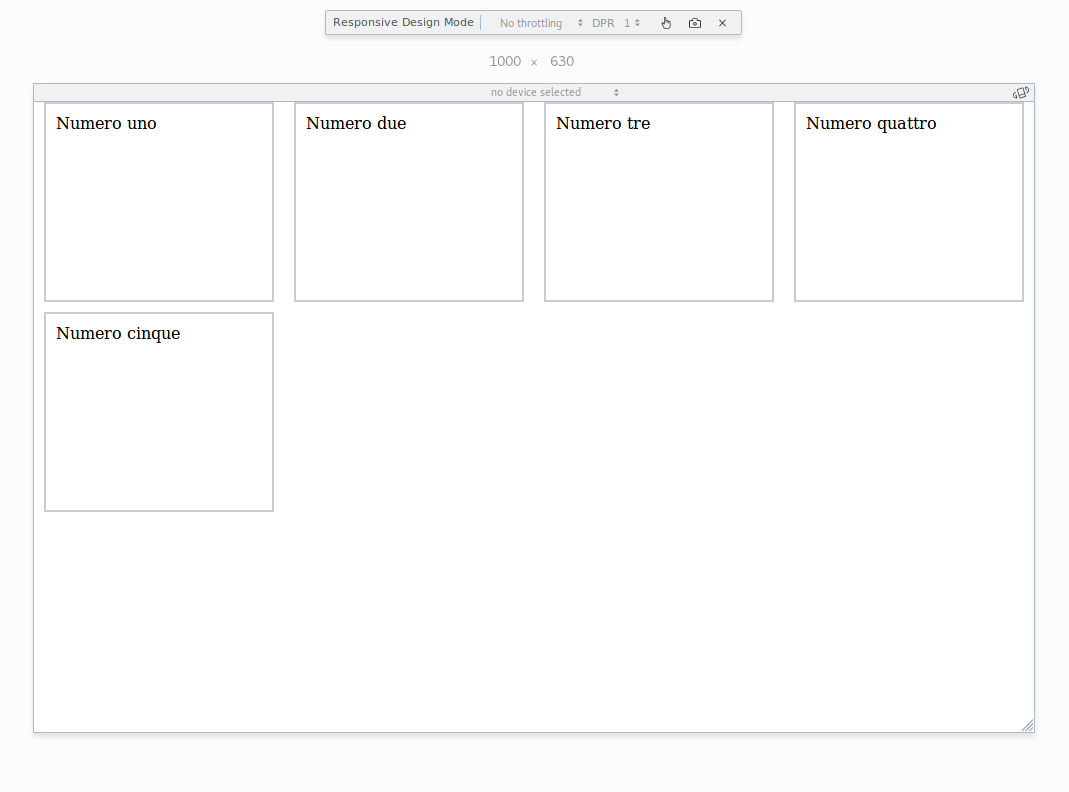 Responsive Design Mode No throttling DPR 1
1000 × 630
no device selected
Numero uno Numero due Numero tre Numero quattro
Numero cinque